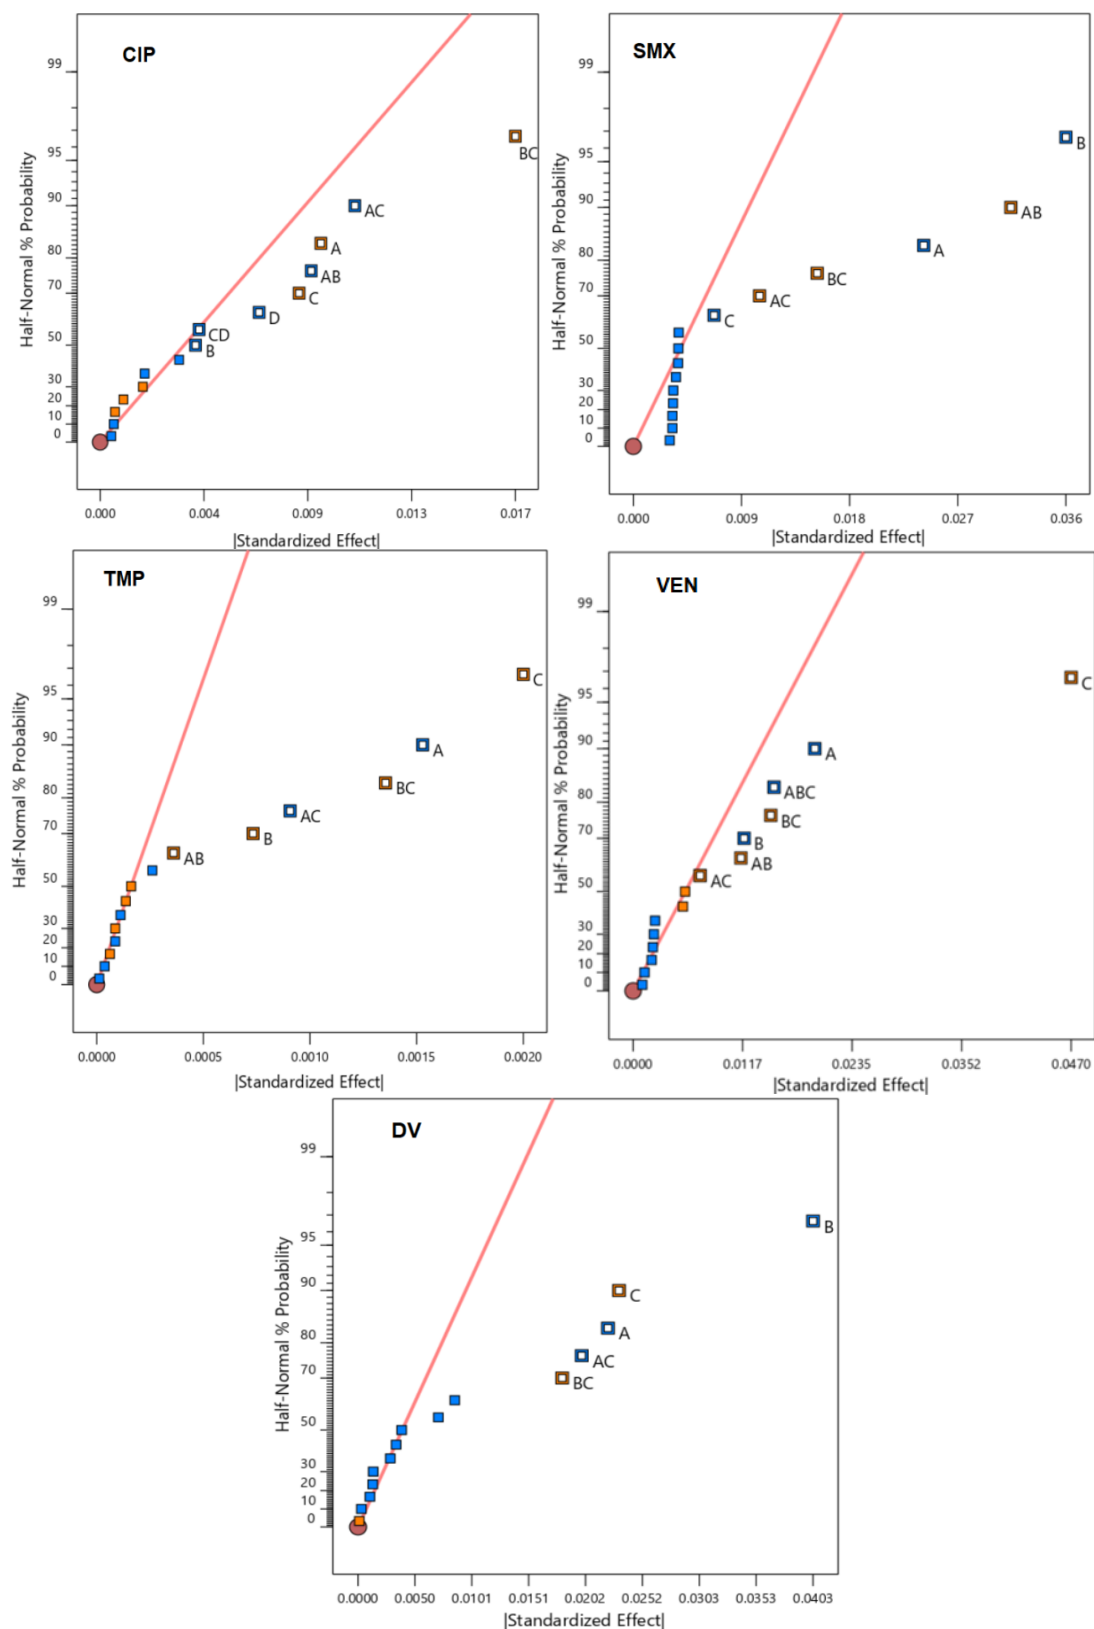 CIP
Half-Normal % Probability
99
95
90
80
70
50
30
20
10
0
BC
AC
A
AB
C
D
CD
B
0.000 0.004 0.009 0.013 0.017
|Standardized Effect|
SMX
Half-Normal % Probability
99
95
90
80
70
50
30
20
10
0
B
AB
A
BC
AC
C
0.000 0.009 0.018 0.027 0.036
|Standardized Effect|
TMP
Half-Normal % Probability
99
95
90
80
70
50
30
20
10
0
C
A
BC
AC
B
AB
0.0000 0.0005 0.0010 0.0015 0.0020
|Standardized Effect|
VEN
Half-Normal % Probability
99
95
90
80
70
50
30
20
10
0
C
A
ABC
BC
B
AB
AC
0.0000 0.0117 0.0235 0.0352 0.0470
|Standardized Effect|
DV
Half-Normal % Probability
99
95
90
80
70
50
30
20
10
0
B
C
A
AC
BC
0.0000 0.0050 0.0101 0.0151 0.0202 0.0252 0.0303 0.0353 0.0403
|Standardized Effect|